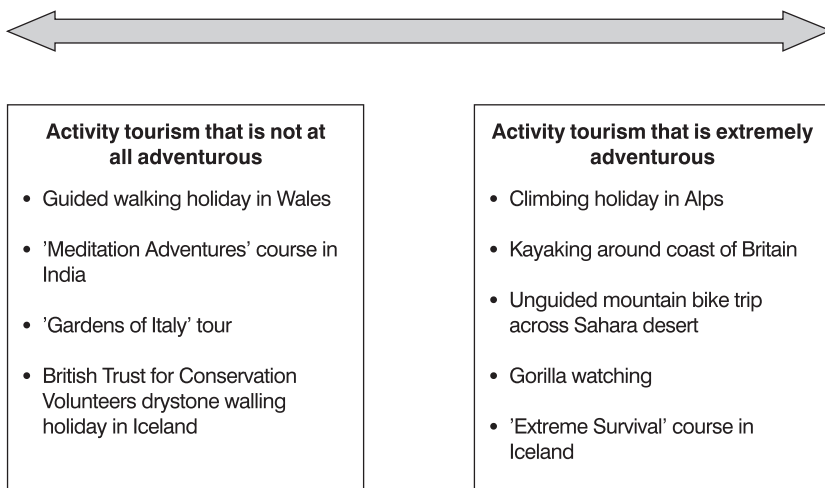 Activity tourism that is not at
all adventurous
• Guided walking holiday in Wales
• ’Meditation Adventures’ course in
India
• ’Gardens of Italy’ tour
• British Trust for Conservation
Volunteers drystone walling
holiday in Iceland
Activity tourism that is extremely
adventurous
• Climbing holiday in Alps
• Kayaking around coast of Britain
• Unguided mountain bike trip
across Sahara desert
• Gorilla watching
• ’Extreme Survival’ course in
Iceland